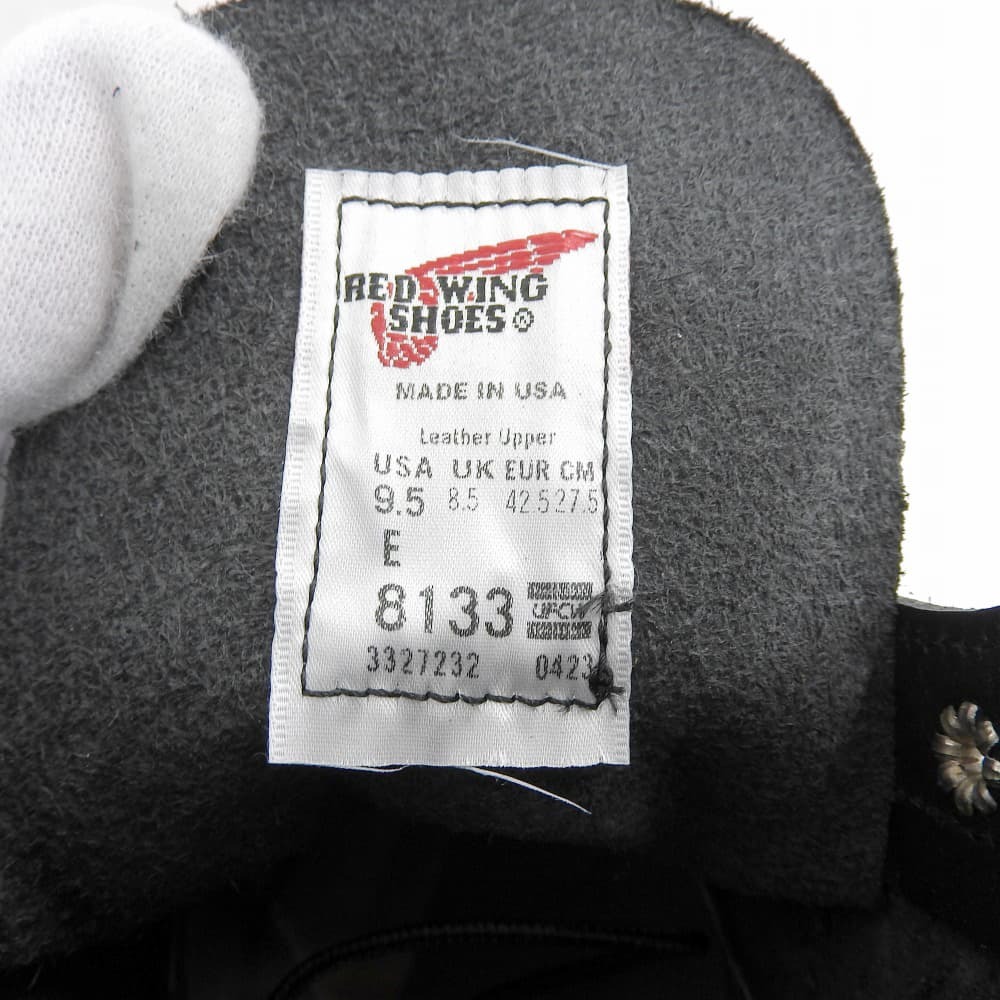 RED WING
SHOES®
MADE IN USA
Leather Upper
USA UK EUR CM
9.5 8.5 42.5 27.5
E
8133 UFCW
3327232 0423